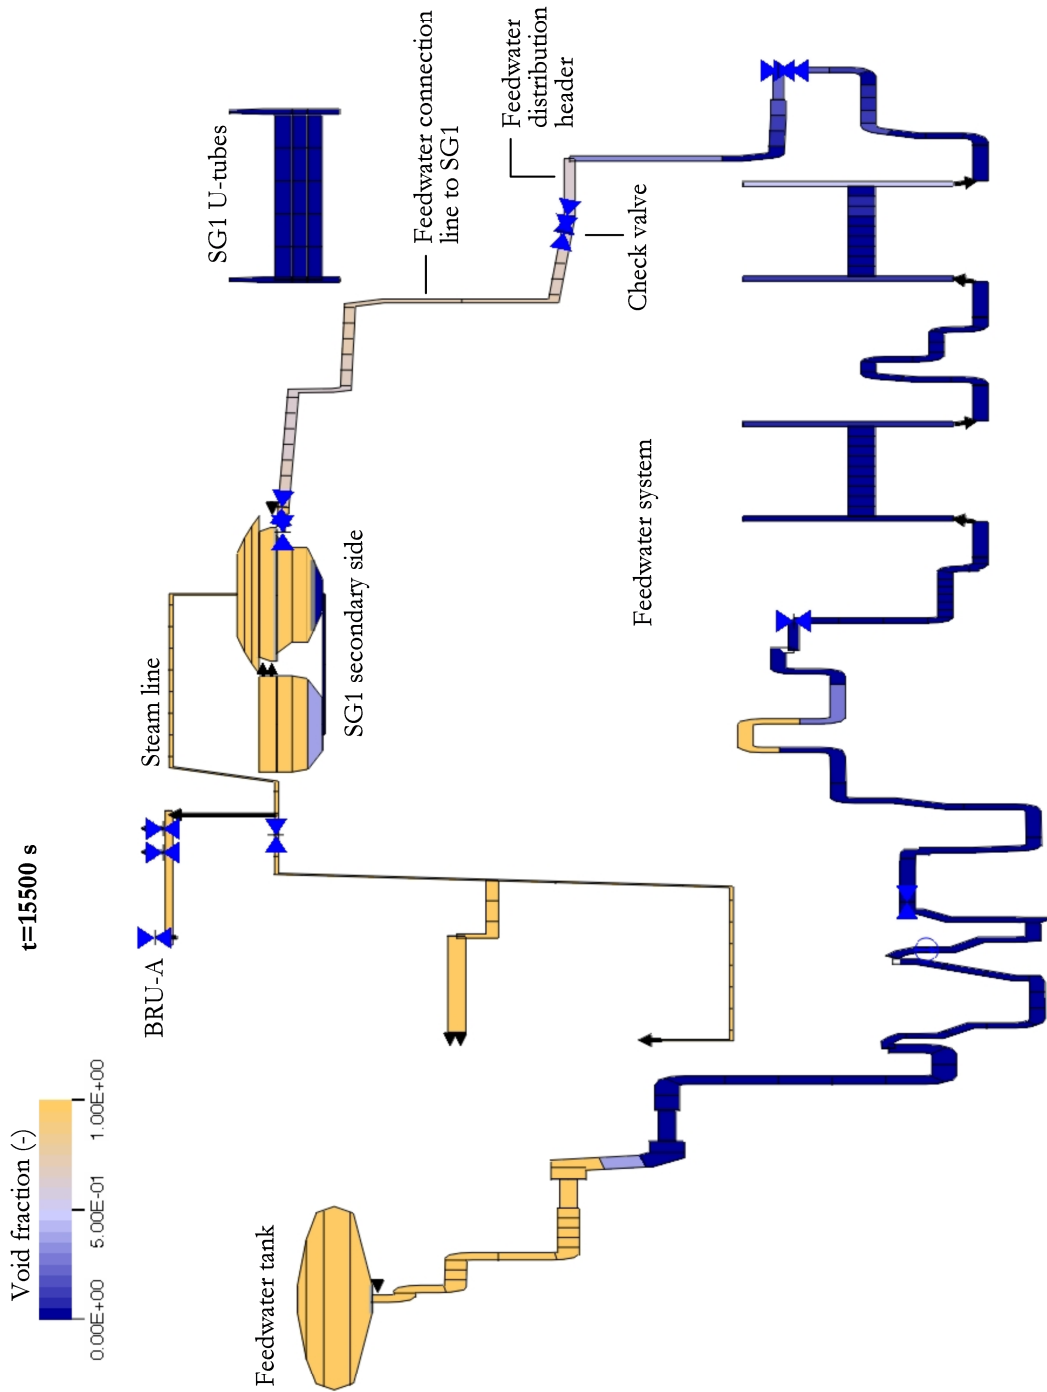 t=15500 s
Void fraction (-)
0.00E+00
5.00E-01
1.00E+00
BRU-A
Steam line
SG1 U-tubes
SG1 secondary side
Feedwater connection
line to SG1
Feedwater
distribution
header
Check valve
Feedwater system
Feedwater tank